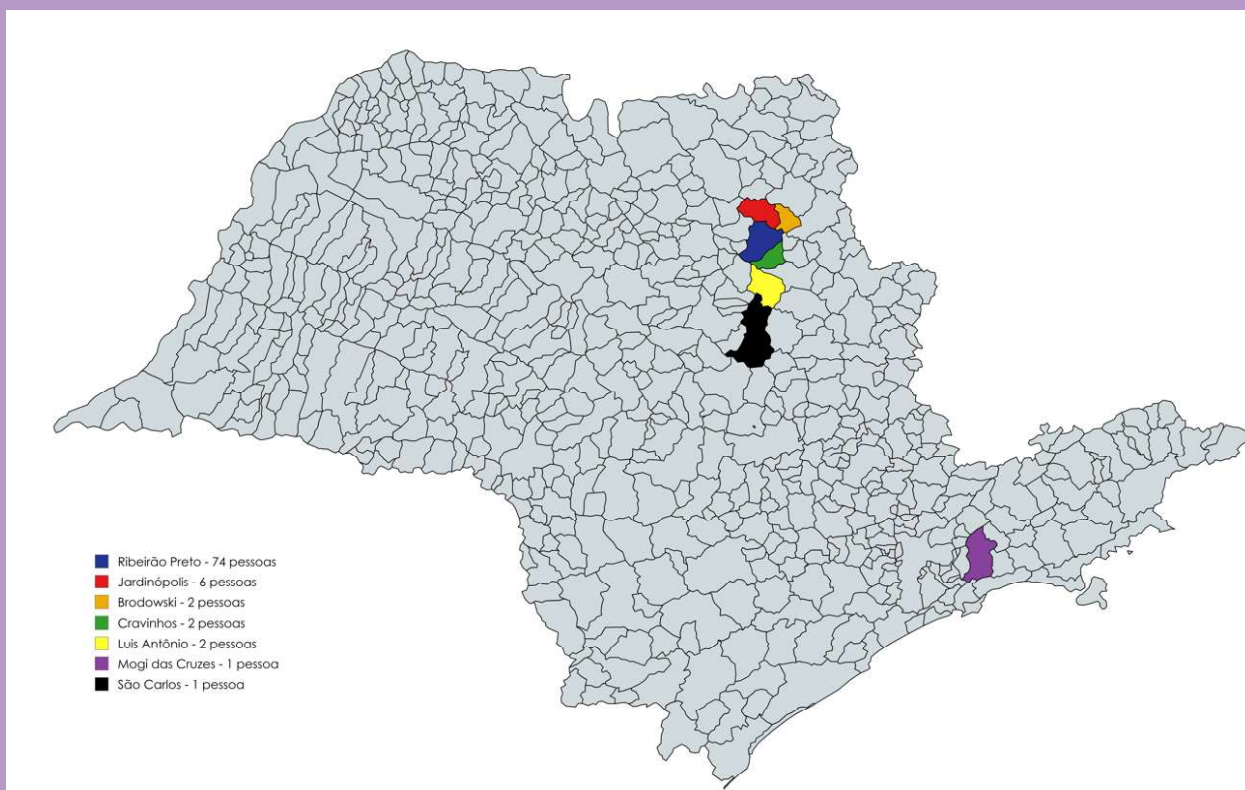 Ribeirão Preto - 74 pessoas
Jardinópolis - 6 pessoas
Brodowski - 2 pessoas
Cravinhos - 2 pessoas
Luis Antônio - 2 pessoas
Mogi das Cruzes - 1 pessoa
São Carlos - 1 pessoa